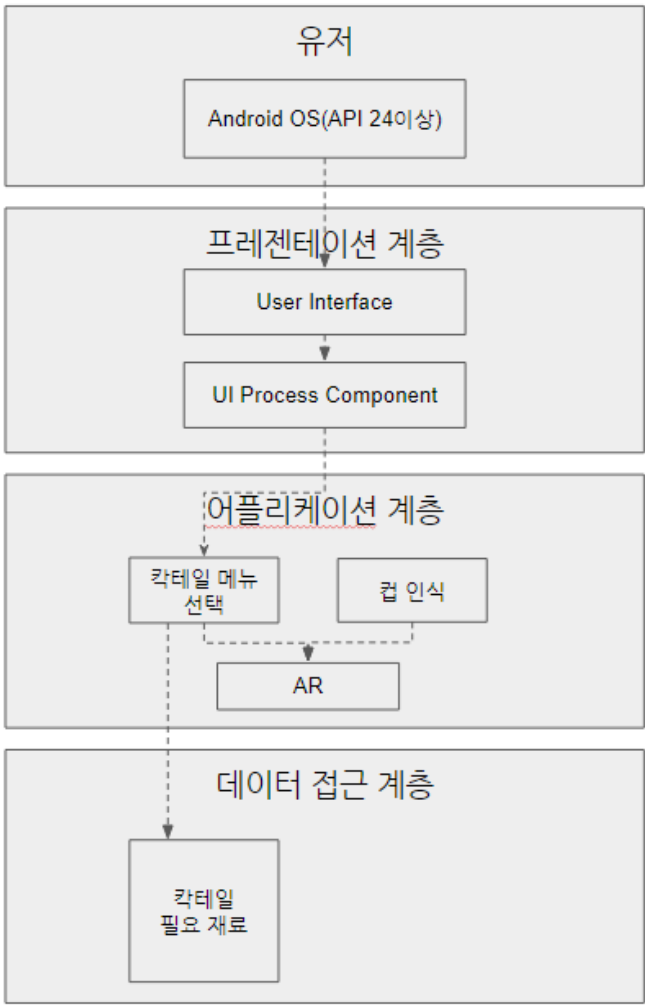 유저
Android OS(API 24이상)
프레젠테이션 계층
User Interface
UI Process Component
어플리케이션 계층
칵테일 메뉴
선택
컵 인식
AR
데이터 접근 계층
칵테일
필요 재료